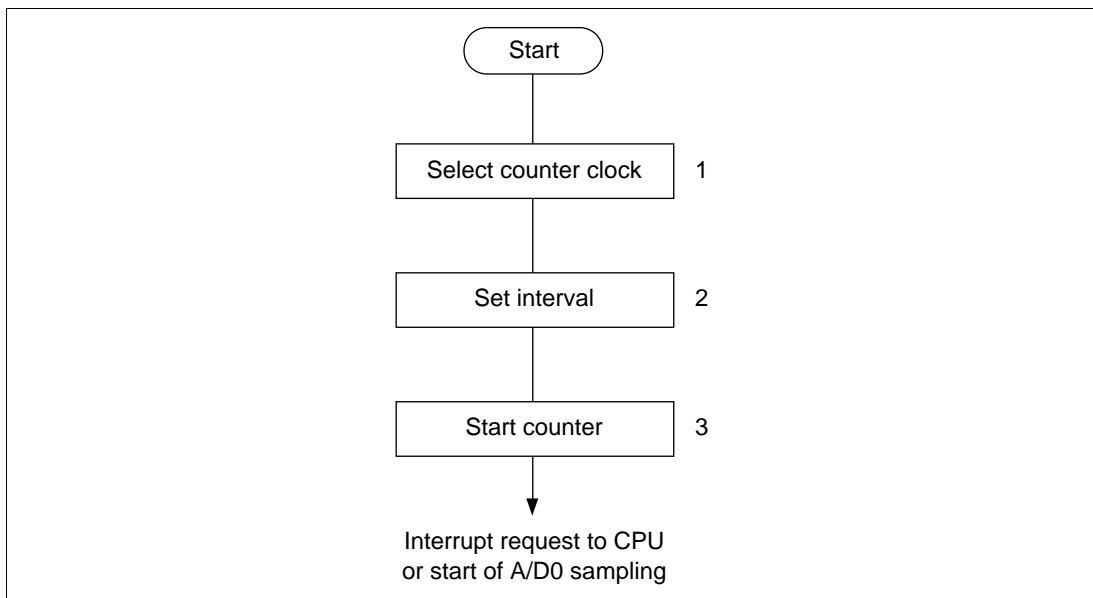 Start
Select counter clock 1
Set interval 2
Start counter 3
Interrupt request to CPU
or start of A/D0 sampling